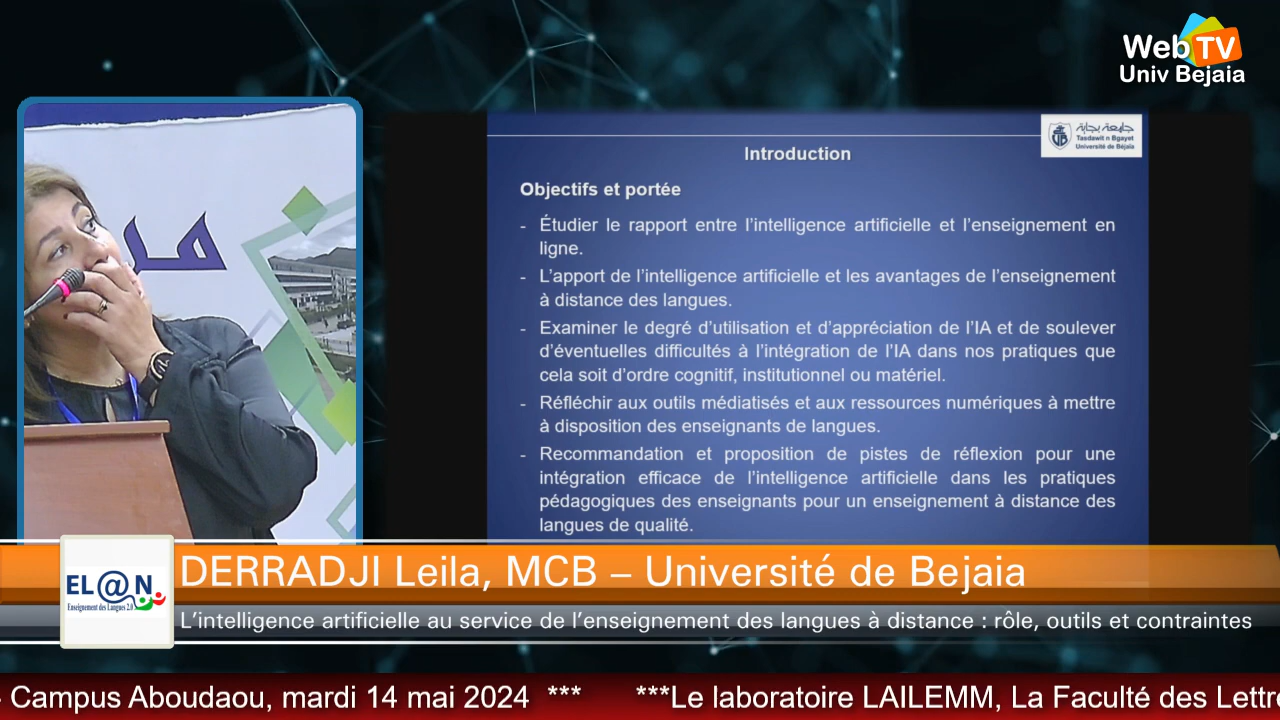 Web TV
Univ Bejaia
جامعة بجاية
Tasdawit n Bgayet
Université de Béjaïa
Introduction
Objectifs et portée
- Étudier le rapport entre l’intelligence artificielle et l’enseignement en
ligne.
- L’apport de l’intelligence artificielle et les avantages de l’enseignement
à distance des langues.
- Examiner le degré d’utilisation et d’appréciation de l’IA et de soulever
d’éventuelles difficultés à l’intégration de l’IA dans nos pratiques que
cela soit d’ordre cognitif, institutionnel ou matériel.
- Réfléchir aux outils médiatisés et aux ressources numériques à mettre
à disposition des enseignants de langues.
- Recommandation et proposition de pistes de réflexion pour une
intégration efficace de l’intelligence artificielle dans les pratiques
pédagogiques des enseignants pour un enseignement à distance des
langues de qualité.
EL@N
Enseignement des Langues 2.0
DERRADJI Leila, MCB – Université de Bejaia
L’intelligence artificielle au service de l’enseignement des langues à distance : rôle, outils et contraintes
Campus Aboudaou, mardi 14 mai 2024 *** ***Le laboratoire LAILEMM, La Faculté des Lettre